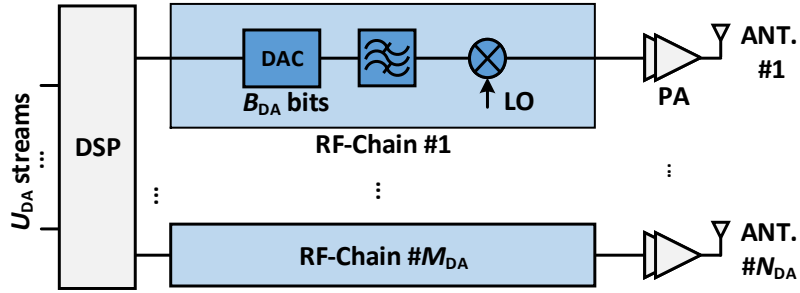 U_DA streams
...
DSP
DAC
B_DA bits
LO
RF-Chain #1
PA
ANT.
#1
...
...
...
RF-Chain #M_DA
ANT.
#N_DA